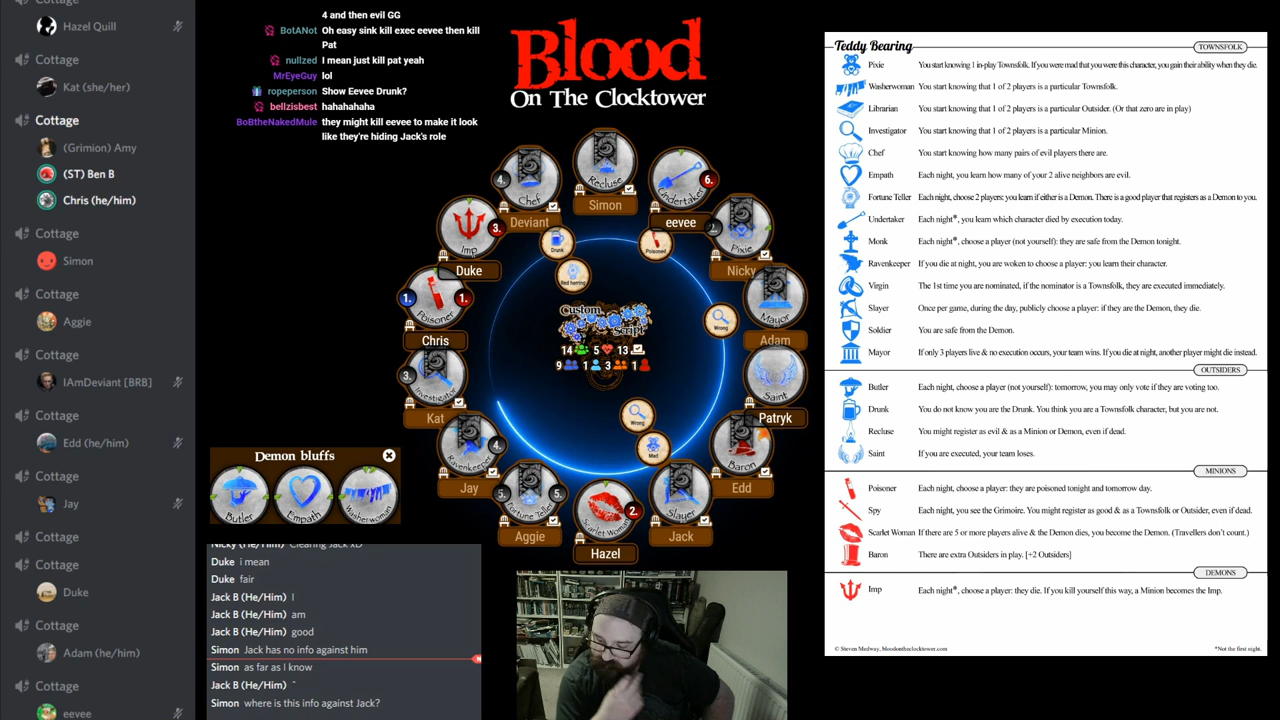 Cottage
Hazel Quill
Cottage
Kat (she/her)
Cottage
(Grimion) Amy
(ST) Ben B
Chris (he/him)
Cottage
Simon
Cottage
Aggie
Cottage
IAmDeviant [BRB]
Cottage
Edd (he/him)
Cottage
Jay
Cottage
Duke
Cottage
Adam (he/him)
Cottage
eevee
4 and then evil GG
BotANot Oh easy sink kill exec eevee then kill
Pat
nullzed I mean just kill pat yeah
MrEyeGuy lol
ropeperson Show Eevee Drunk?
bellzisbest hahahahaha
BoBtheNakedMule they might kill eevee to make it look
like they're hiding Jack's role
Blood
On The Clocktower
Recluse
Simon
Undertaker
6.
eevee
Pixie
Nicky
Mayor
Adam
Saint
Patryk
Baron
Edd
Slayer
Jack
Scarlet Woman
2.
Hazel
Fortune Teller
5.
5.
Aggie
Ravenkeeper
4.
Jay
Investigator
3.
Kat
Poisoner
1.
1.
Chris
Imp
3.
Duke
Chef
4.
Deviant
Drunk
Red herring
Poisoned
Wrong
Wrong
Mad
Custom
Script
14 5 13
9 1 3 1
Demon bluffs
Butler
Empath
Washerwoman
Nicky (He/Him) Clearing Jack XD
Duke i mean
Duke fair
Jack B (He/Him) I
Jack B (He/Him) am
Jack B (He/Him) good
Simon Jack has no info against him
Simon as far as I know
Jack B (He/Him) ^
Simon where is this info against Jack?
Teddy Bearing
TOWNSFOLK
Pixie You start knowing 1 in-play Townsfolk. If you were mad that you were this character, you gain their ability when they die.
Washerwoman You start knowing that 1 of 2 players is a particular Townsfolk.
Librarian You start knowing that 1 of 2 players is a particular Outsider. (Or that zero are in play)
Investigator You start knowing that 1 of 2 players is a particular Minion.
Chef You start knowing how many pairs of evil players there are.
Empath Each night, you learn how many of your 2 alive neighbors are evil.
Fortune Teller Each night, choose 2 players: you learn if either is a Demon. There is a good player that registers as a Demon to you.
Undertaker Each night*, you learn which character died by execution today.
Monk Each night*, choose a player (not yourself): they are safe from the Demon tonight.
Ravenkeeper If you die at night, you are woken to choose a player: you learn their character.
Virgin The 1st time you are nominated, if the nominator is a Townsfolk, they are executed immediately.
Slayer Once per game, during the day, publicly choose a player: if they are the Demon, they die.
Soldier You are safe from the Demon.
Mayor If only 3 players live & no execution occurs, your team wins. If you die at night, another player might die instead.
OUTSIDERS
Butler Each night, choose a player (not yourself): tomorrow, you may only vote if they are voting too.
Drunk You do not know you are the Drunk. You think you are a Townsfolk character, but you are not.
Recluse You might register as evil & as a Minion or Demon, even if dead.
Saint If you are executed, your team loses.
MINIONS
Poisoner Each night, choose a player: they are poisoned tonight and tomorrow day.
Spy Each night, you see the Grimoire. You might register as good & as a Townsfolk or Outsider, even if dead.
Scarlet Woman If there are 5 or more players alive & the Demon dies, you become the Demon. (Travellers don't count.)
Baron There are extra Outsiders in play. [+2 Outsiders]
DEMONS
Imp Each night*, choose a player: they die. If you kill yourself this way, a Minion becomes the Imp.
© Steven Medway, bloodontheclocktower.com
*Not the first night.